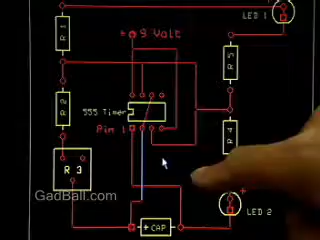 LED 1
R 1
9 Volt
R 5
R 2
555 Timer
Pin 1
R 4
R 3
GadBall.com
LED 2
CAP